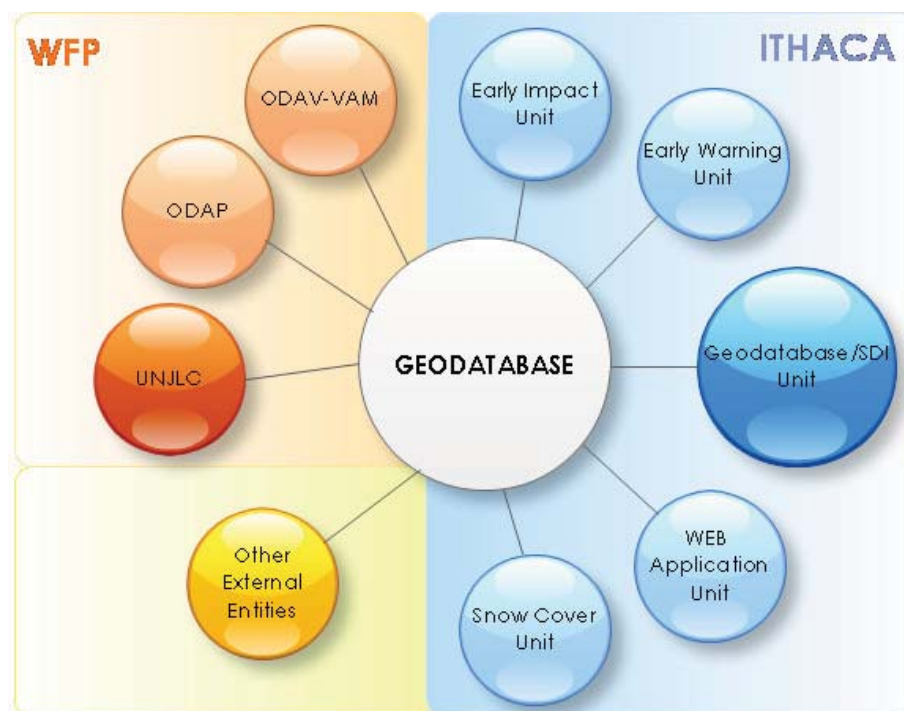 WFP
ITHACA
ODAV-VAM
Early Impact
Unit
Early Warning
Unit
ODAP
GEODATABASE
Geodatabase/SDI
Unit
UNJLC
Other
External
Entities
WEB
Application
Unit
Snow Cover
Unit